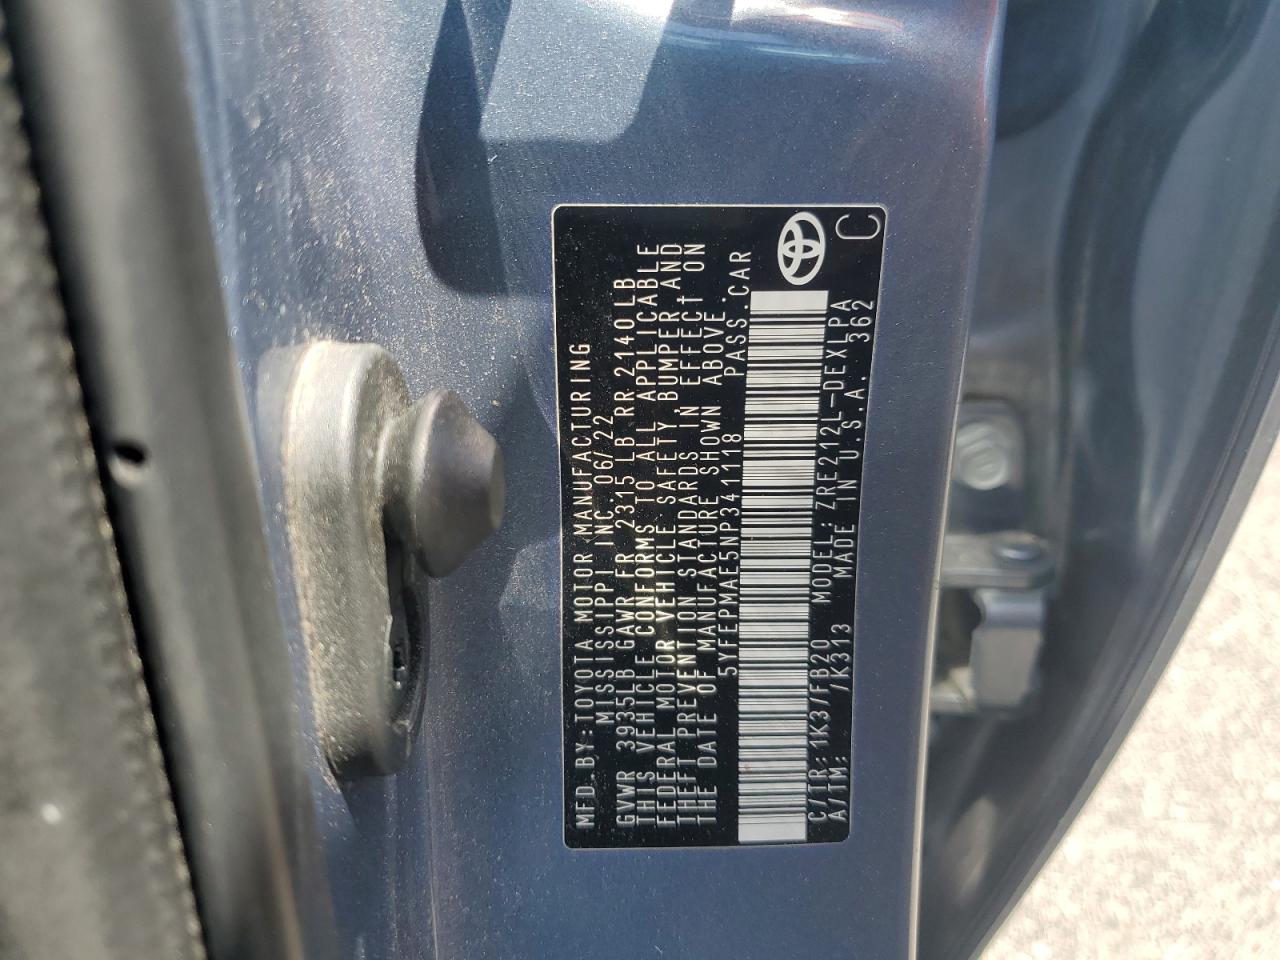 MFD.BY:TOYOTA MOTOR MANUFACTURING
MISSISSIPPI INC. 06/22
GVWR 3935LB GAWR FR 2315 LB RR 2140LB
THIS VEHICLE CONFORMS TO ALL APPLICABLE
FEDERAL MOTOR VEHICLE SAFETY, BUMPER, AND
THEFT PREVENTION STANDARDS IN EFFECT ON
THE DATE OF MANUFACTURE SHOWN ABOVE.
5YFEPMAE5NP341118 PASS.CAR
C/TR:1K3/FB20 MODEL:ZRE212L-DEXLPA
A/TM: /K313 MADE IN U.S.A. 362
C